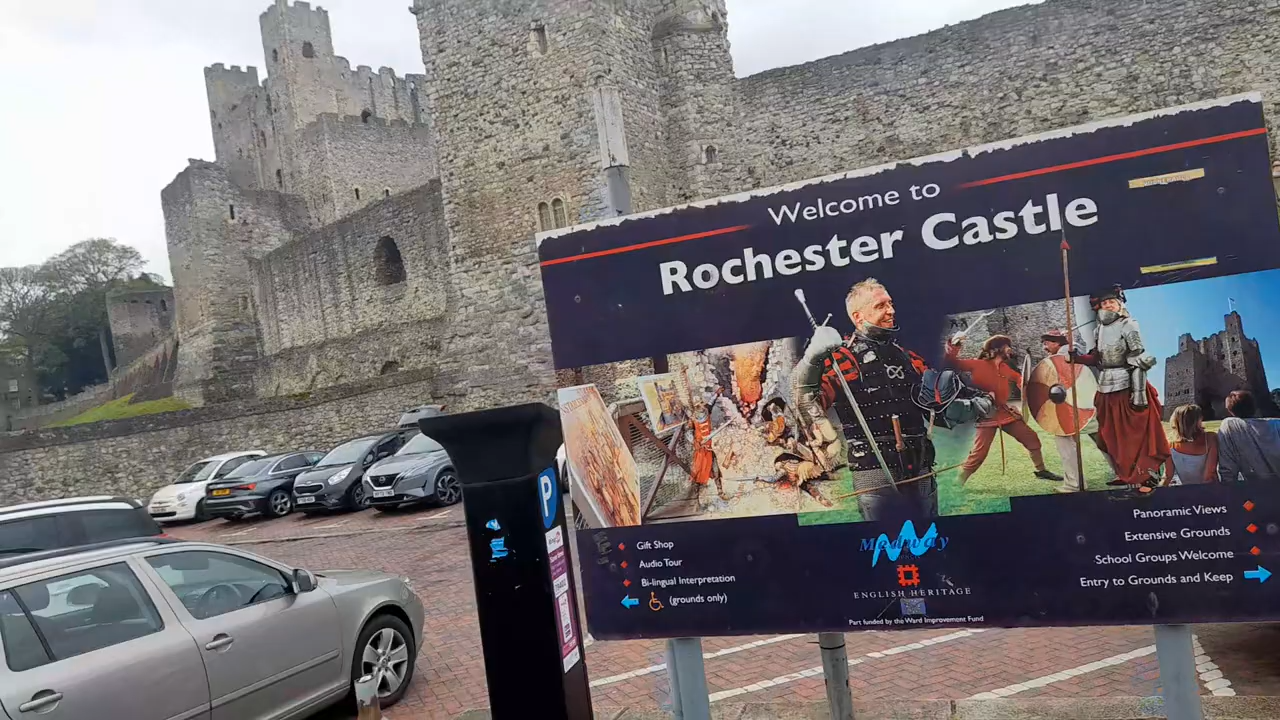 Welcome to
Rochester Castle
Gift Shop
Audio Tour
Bi-lingual Interpretation
(grounds only)
Medway
ENGLISH HERITAGE
Part funded by the Ward Improvement Fund
Panoramic Views
Extensive Grounds
School Groups Welcome
Entry to Grounds and Keep
P